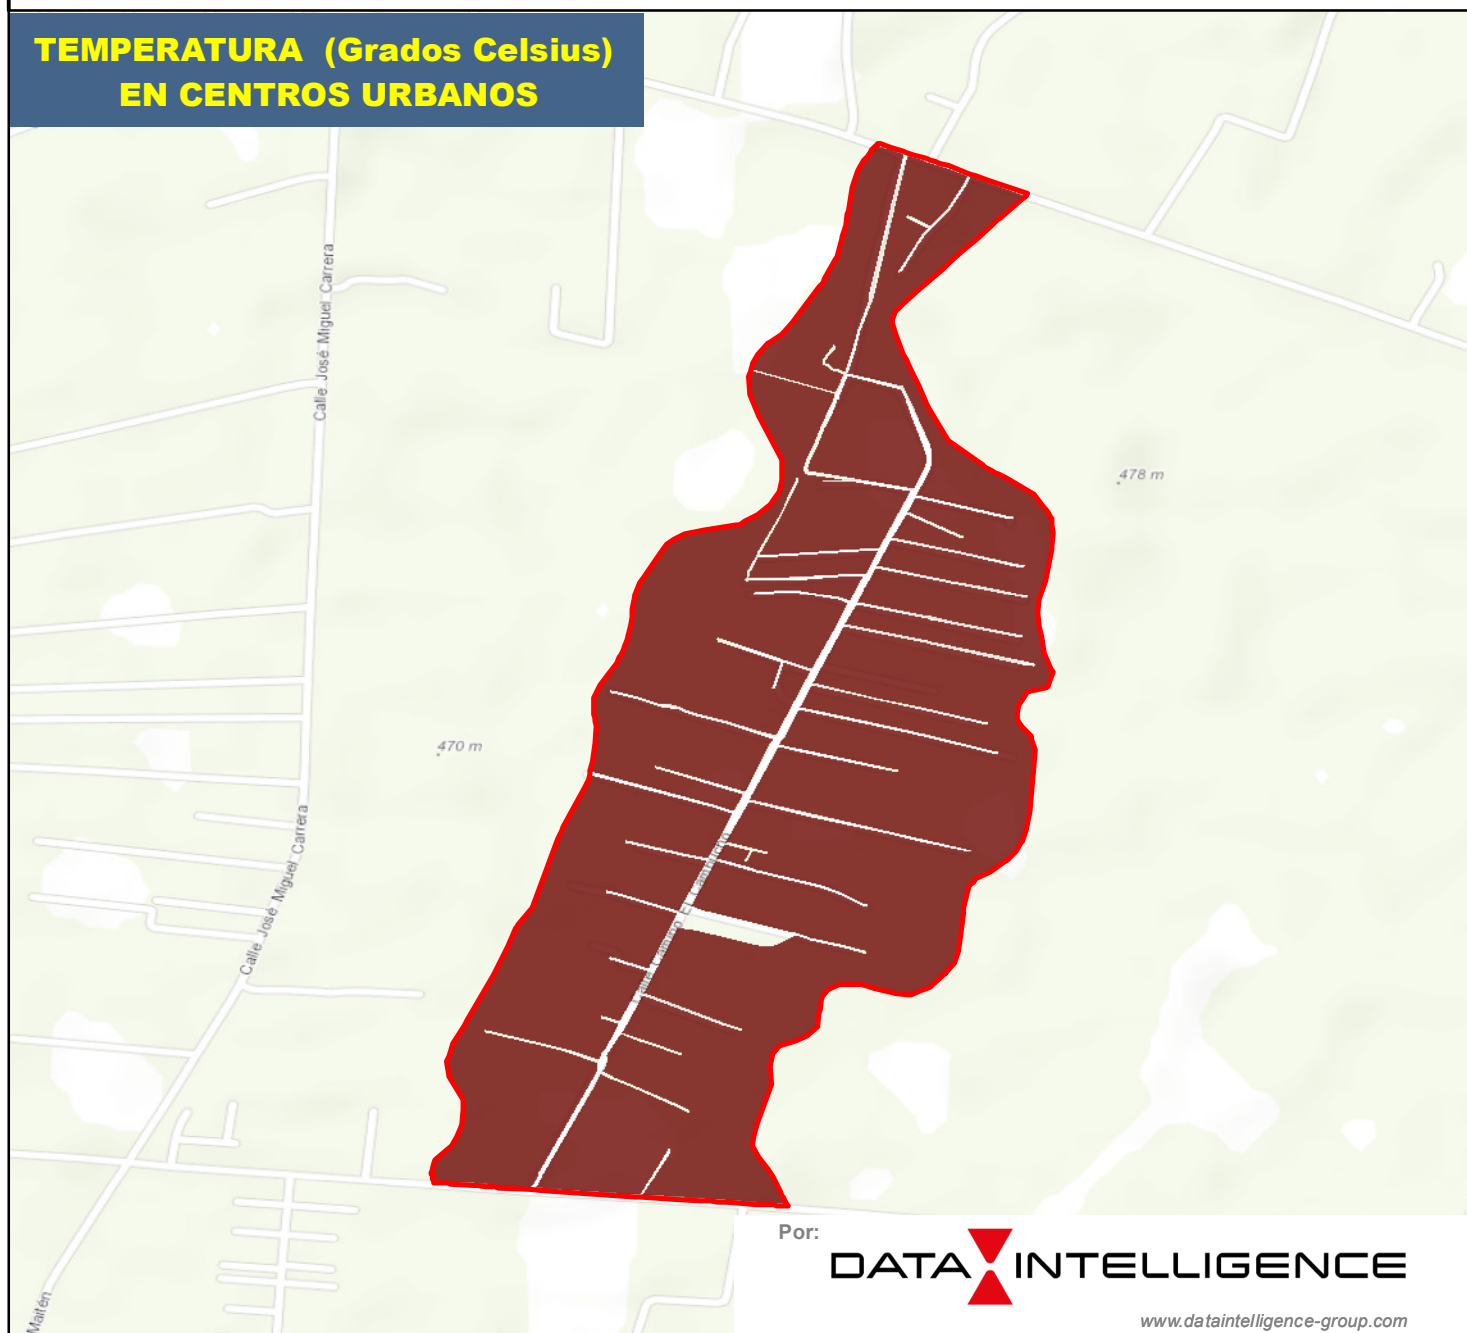 TEMPERATURA (Grados Celsius)
EN CENTROS URBANOS
Calle José Miguel Carrera
478 m
470 m
Calle José Miguel Carrera
Maitén
Por:
DATA INTELLIGENCE
www.dataintelligence-group.com